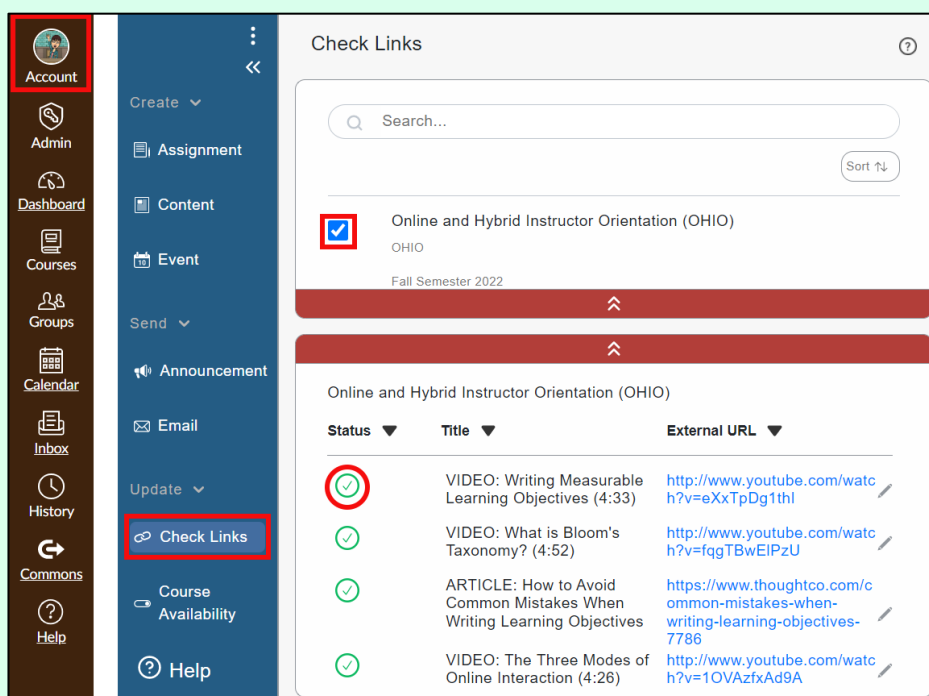 Account
Admin
Dashboard
Courses
Groups
Calendar
Inbox
History
Commons
Help
Create
Assignment
Content
10
Event
Send
Announcement
Email
Update
Check Links
Course
Availability
Help
Check Links
Search...
Sort
Online and Hybrid Instructor Orientation (OHIO)
OHIO
Fall Semester 2022
Online and Hybrid Instructor Orientation (OHIO)
Status Title External URL
VIDEO: Writing Measurable
Learning Objectives (4:33)
http://www.youtube.com/watc
h?v=eXxTpDg1thI
VIDEO: What is Bloom's
Taxonomy? (4:52)
http://www.youtube.com/watc
h?v=fqgTBwElPzU
ARTICLE: How to Avoid
Common Mistakes When
Writing Learning Objectives
https://www.thoughtco.com/c
ommon-mistakes-when-
writing-learning-objectives-
7786
VIDEO: The Three Modes of
Online Interaction (4:26)
http://www.youtube.com/watc
h?v=1OVAzfxAd9A